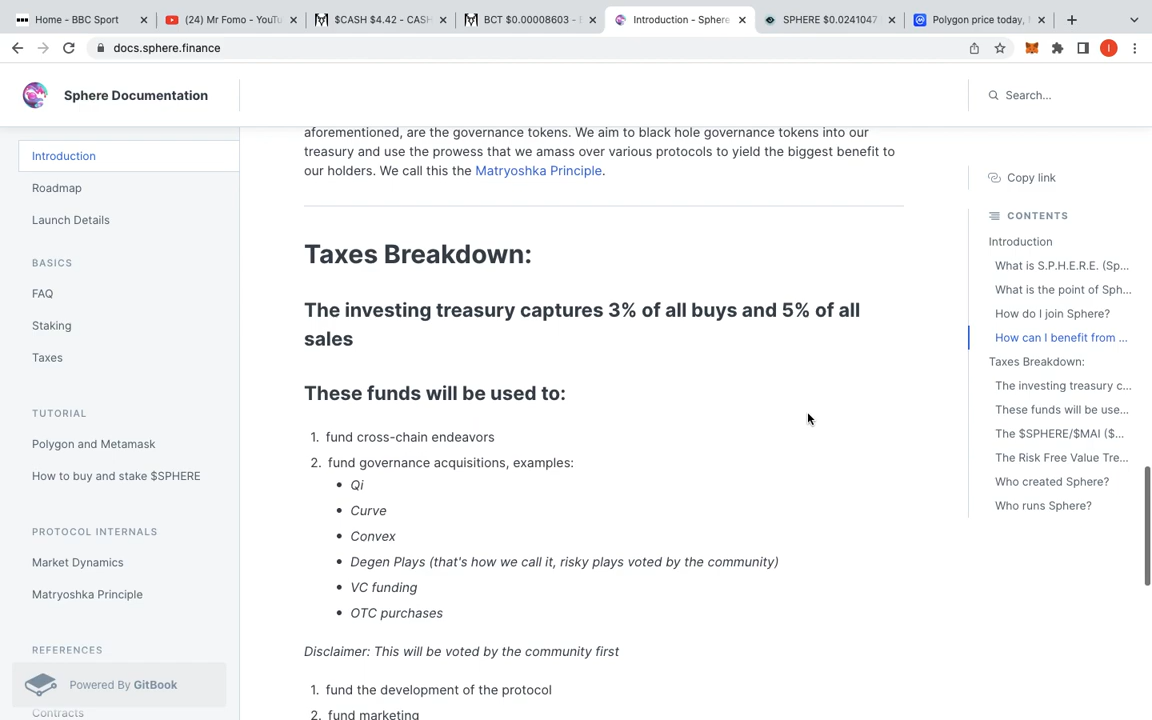 Home - BBC Sport
(24) Mr Fomo - YouTu
$CASH $4.42 - CASH
BCT $0.00008603 -
Introduction - Sphere
SPHERE $0.0241047
Polygon price today,
docs.sphere.finance
I
Sphere Documentation
Search...
Introduction
Roadmap
Launch Details
BASICS
FAQ
Staking
Taxes
TUTORIAL
Polygon and Metamask
How to buy and stake $SPHERE
PROTOCOL INTERNALS
Market Dynamics
Matryoshka Principle
REFERENCES
Powered By GitBook
Contracts
aforementioned, are the governance tokens. We aim to black hole governance tokens into our
treasury and use the prowess that we amass over various protocols to yield the biggest benefit to
our holders. We call this the Matryoshka Principle.
Taxes Breakdown:
The investing treasury captures 3% of all buys and 5% of all
sales
These funds will be used to:
1. fund cross-chain endeavors
2. fund governance acquisitions, examples:
• Qi
• Curve
• Convex
• Degen Plays (that's how we call it, risky plays voted by the community)
• VC funding
• OTC purchases
Disclaimer: This will be voted by the community first
1. fund the development of the protocol
2. fund marketing
Copy link
CONTENTS
Introduction
What is S.P.H.E.R.E. (Sp...
What is the point of Sph...
How do I join Sphere?
How can I benefit from ...
Taxes Breakdown:
The investing treasury c...
These funds will be use...
The $SPHERE/$MAI ($...
The Risk Free Value Tre...
Who created Sphere?
Who runs Sphere?